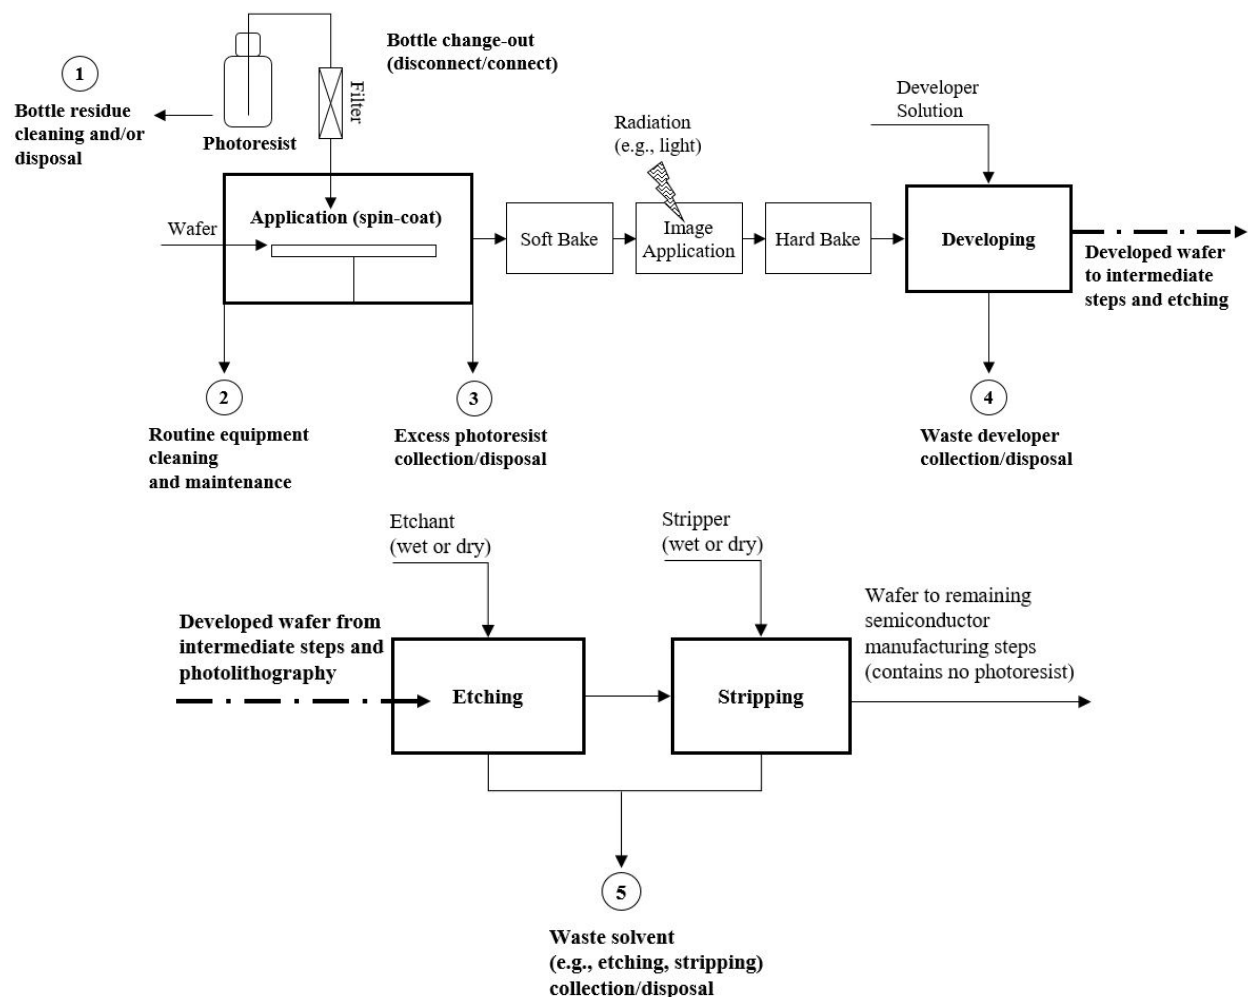 Bottle change-out
(disconnect/connect)
1
Bottle residue
cleaning and/or
disposal
Photoresist
Filter
Wafer
Application (spin-coat)
Soft Bake
Radiation
(e.g., light)
Image
Application
Hard Bake
Developer
Solution
Developing
Developed wafer
to intermediate
steps and etching
2
Routine equipment
cleaning
and maintenance
3
Excess photoresist
collection/disposal
4
Waste developer
collection/disposal
Etchant
(wet or dry)
Stripper
(wet or dry)
Developed wafer from
intermediate steps and
photolithography
Etching
Stripping
Wafer to remaining
semiconductor
manufacturing steps
(contains no photoresist)
5
Waste solvent
(e.g., etching, stripping)
collection/disposal